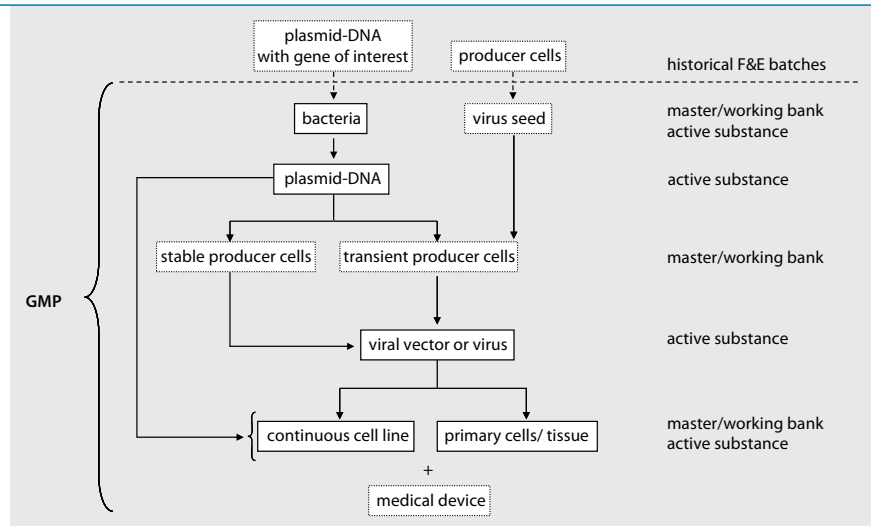 plasmid-DNA
with gene of interest
producer cells
historical F&E batches
bacteria
virus seed
master/working bank
active substance
plasmid-DNA
active substance
stable producer cells
transient producer cells
master/working bank
GMP
viral vector or virus
active substance
continuous cell line
primary cells/ tissue
master/working bank
active substance
+
medical device